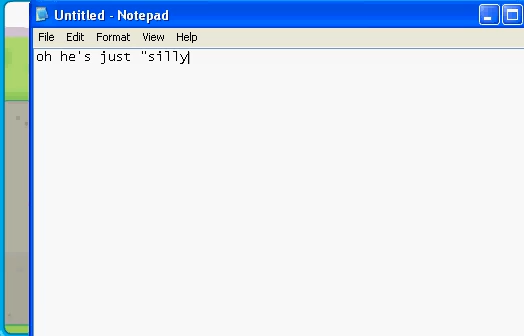 Untitled - Notepad
File Edit Format View Help
oh he's just "silly